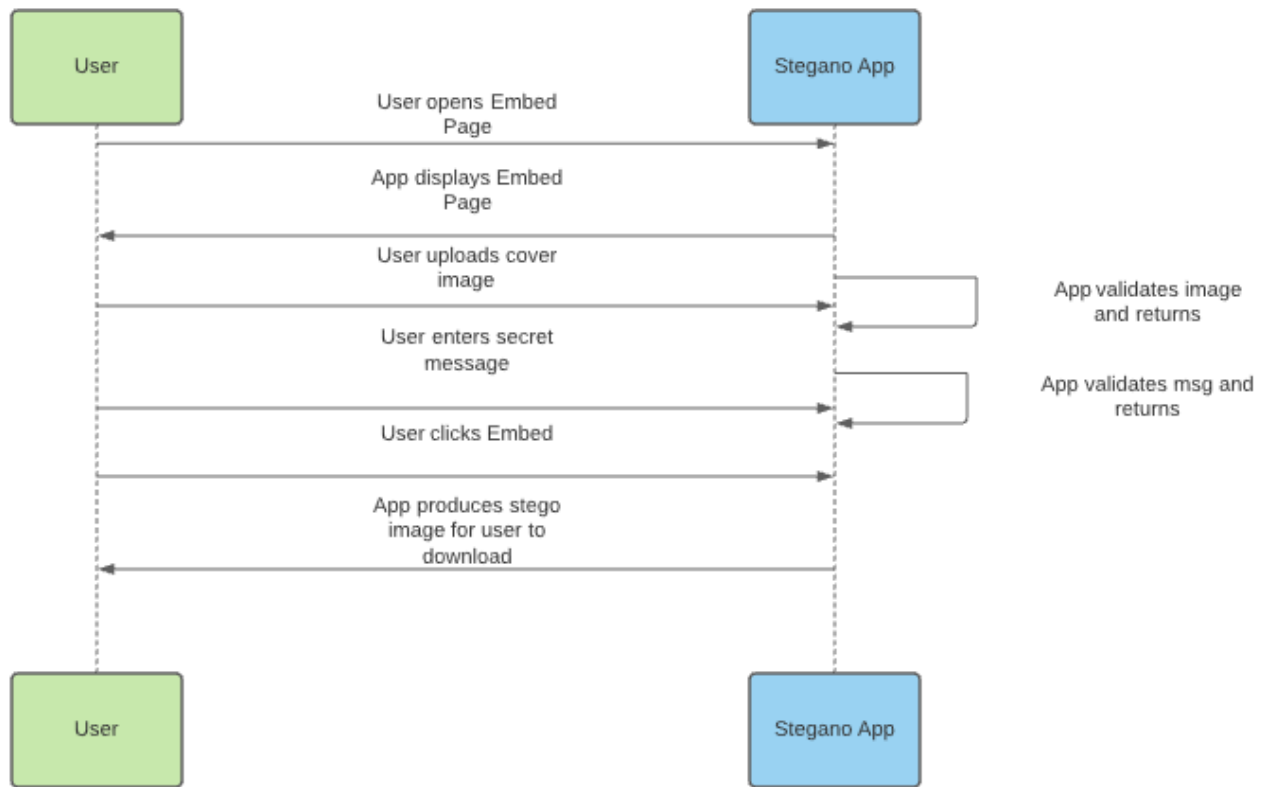 User
Stegano App
User opens Embed
Page
App displays Embed
Page
User uploads cover
image
App validates image
and returns
User enters secret
message
App validates msg and
returns
User clicks Embed
App produces stego
image for user to
download
User
Stegano App